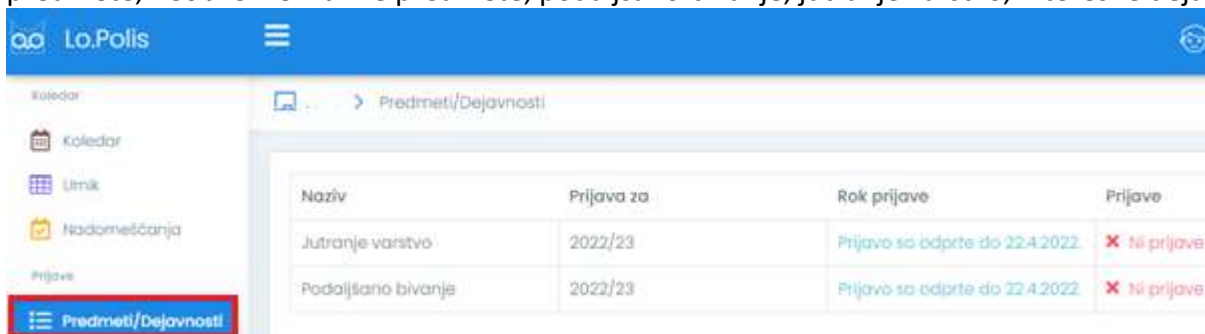 Lo.Polis
Koledar
Predmeti/Dejavnosti
Koledar
Urnik
Nadomeščanja
Prijave
Predmeti/Dejavnosti
Naziv Prijava za Rok prijave Prijave
Jutranje varstvo 2022/23 Prijave so odprte do 22.4.2022. Ni prijave
Podaljšano bivanje 2022/23 Prijave so odprte do 22.4.2022. Ni prijave